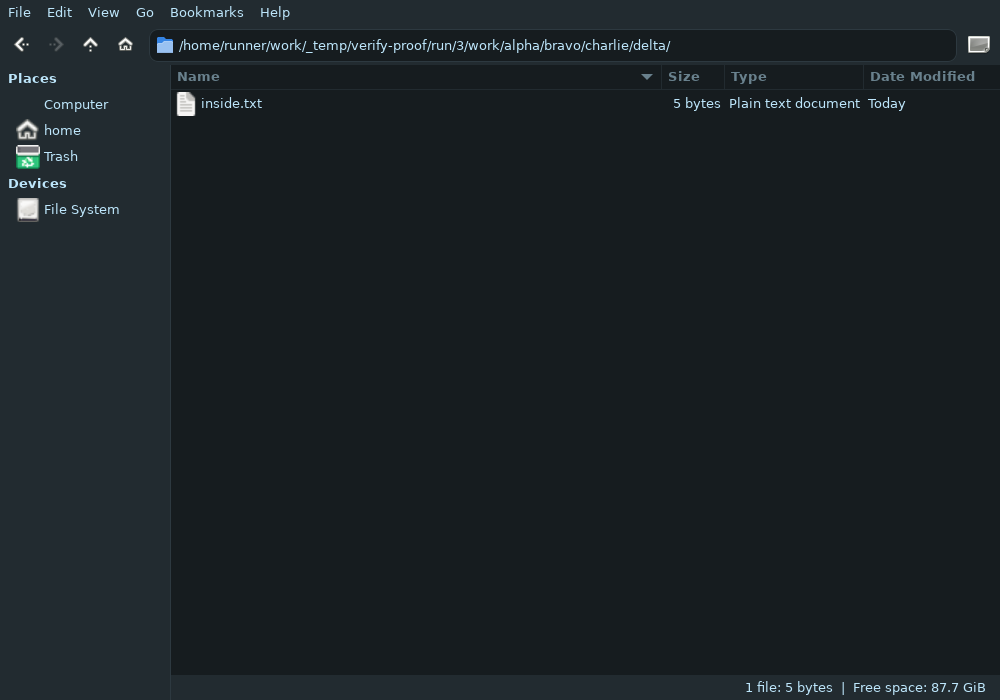 File Edit View Go Bookmarks Help
/home/runner/work/_temp/verify-proof/run/3/work/alpha/bravo/charlie/delta/
Places
Computer
home
Trash
Devices
File System
Name Size Type Date Modified
inside.txt 5 bytes Plain text document Today
1 file: 5 bytes | Free space: 87.7 GiB